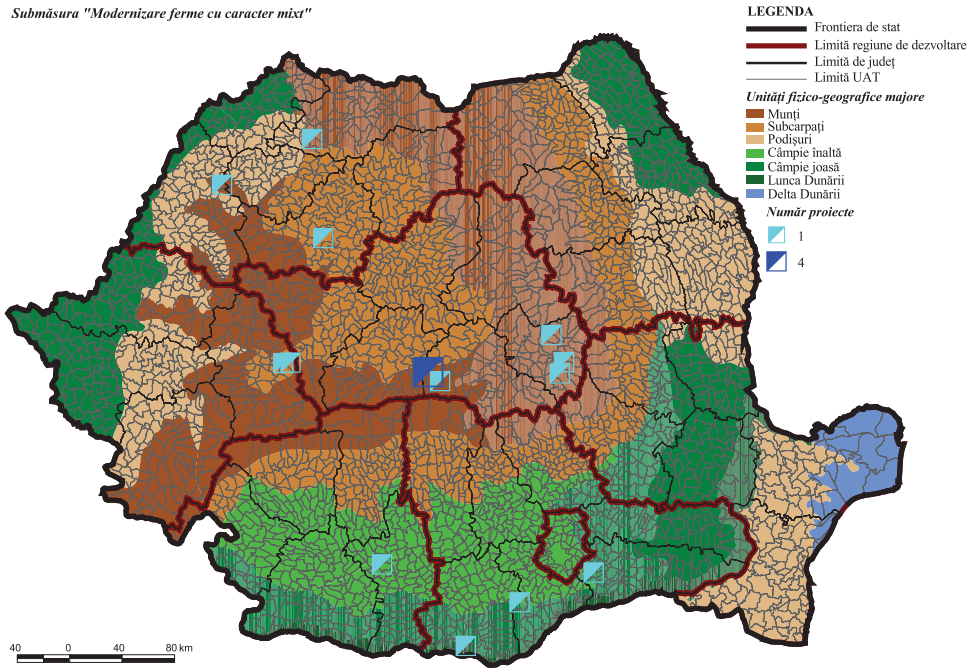 Submăsura "Modernizare ferme cu caracter mixt"
LEGENDA
Frontiera de stat
Limită regiune de dezvoltare
Limită de județ
Limită UAT
Unități fizico-geografice majore
Munți
Subcarpați
Podișuri
Câmpie înaltă
Câmpie joasă
Lunca Dunării
Delta Dunării
Număr proiecte
1
4
40 0 40 80 km